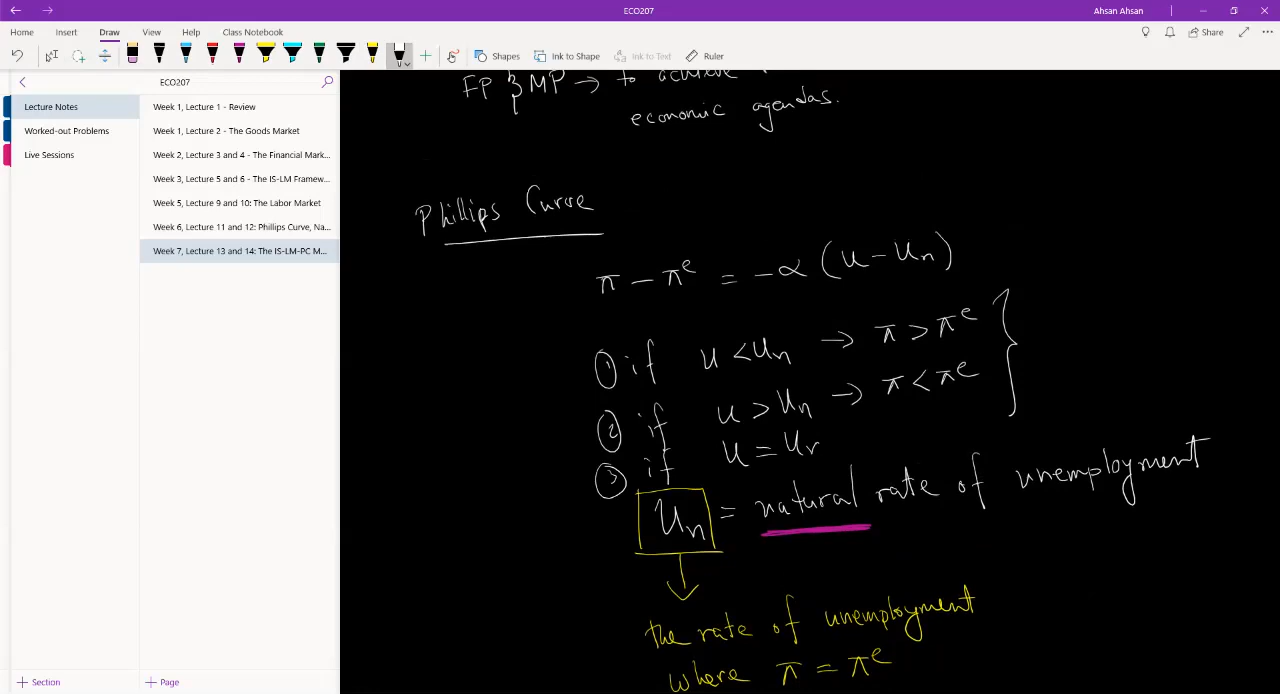 ECO207
Ahsan Ahsan
Home Insert Draw View Help Class Notebook
Share
Shapes Ink to Shape Ink to Text Ruler
ECO207
Lecture Notes
Worked-out Problems
Live Sessions
Week 1, Lecture 1 - Review
Week 1, Lecture 2 - The Goods Market
Week 2, Lecture 3 and 4 - The Financial Mark...
Week 3, Lecture 5 and 6 - The IS-LM Framew...
Week 5, Lecture 9 and 10: The Labor Market
Week 6, Lecture 11 and 12: Phillips Curve, Na...
Week 7, Lecture 13 and 14: The IS-LM-PC M...
+ Section
+ Page
FP & MP → to achieve
economic agendas.
Phillips Curve
π − πᵉ = −α (u − uₙ)
① if u < uₙ → π > πᵉ
② if u > uₙ → π < πᵉ
③ if u = uₙ
uₙ = natural rate of unemployment
the rate of unemployment
where π = πᵉ